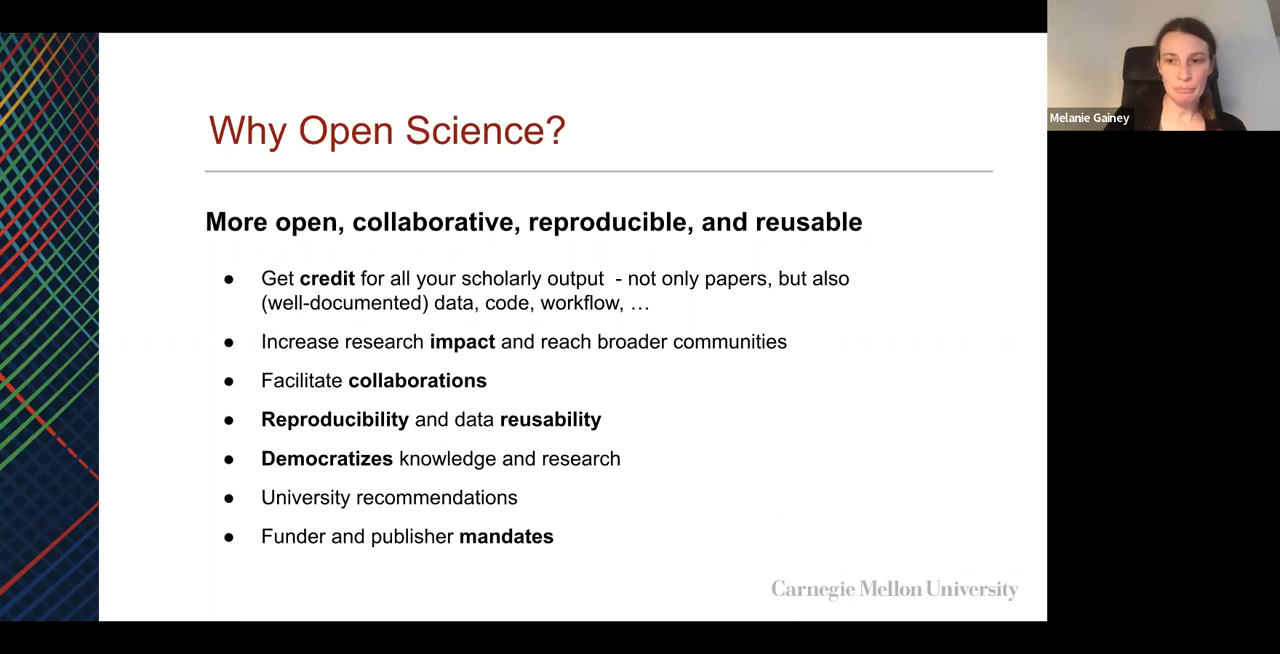 Why Open Science?
More open, collaborative, reproducible, and reusable
● Get credit for all your scholarly output - not only papers, but also
(well-documented) data, code, workflow, …
● Increase research impact and reach broader communities
● Facilitate collaborations
● Reproducibility and data reusability
● Democratizes knowledge and research
● University recommendations
● Funder and publisher mandates
Carnegie Mellon University
Melanie Gainey